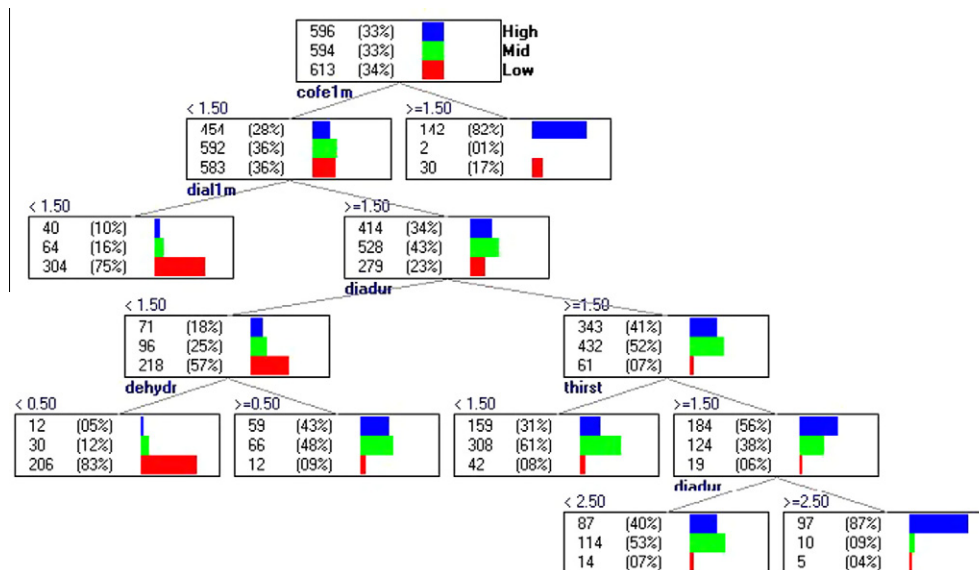 596 (33%) High
594 (33%) Mid
613 (34%) Low
cofe1m
< 1.50 >=1.50
454 (28%) 142 (82%)
592 (36%) 2 (01%)
583 (36%) 30 (17%)
dial1m
< 1.50 >=1.50
40 (10%) 414 (34%)
64 (16%) 528 (43%)
304 (75%) 279 (23%)
diadur
< 1.50 >=1.50
71 (18%) 343 (41%)
96 (25%) 432 (52%)
218 (57%) 61 (07%)
dehydr thirst
< 0.50 >=0.50 < 1.50 >=1.50
12 (05%) 59 (43%) 159 (31%) 184 (56%)
30 (12%) 66 (48%) 308 (61%) 124 (38%)
206 (83%) 12 (09%) 42 (08%) 19 (06%)
diadur
< 2.50 >=2.50
87 (40%) 97 (87%)
114 (53%) 10 (09%)
14 (07%) 5 (04%)